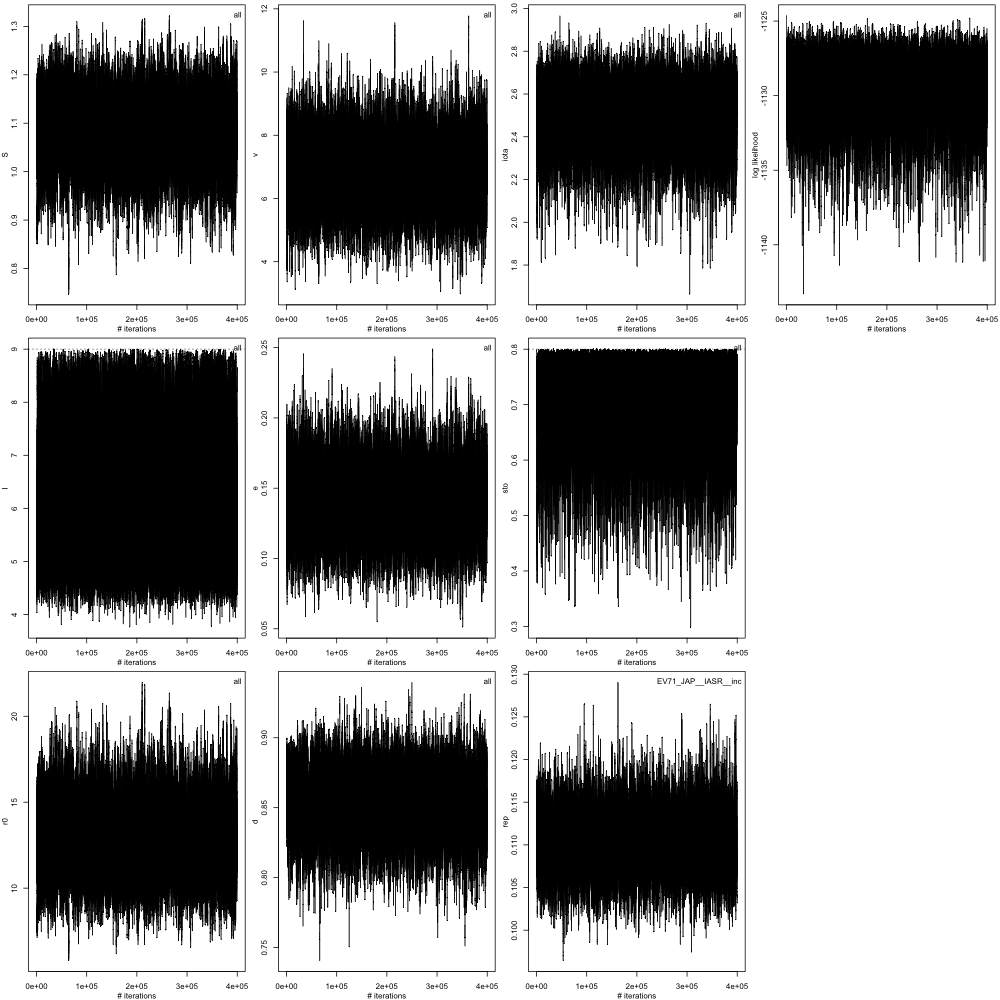 all
S
0.8 0.9 1.0 1.1 1.2 1.3
0e+00 1e+05 2e+05 3e+05 4e+05
# iterations
all
v
4 6 8 10 12
0e+00 1e+05 2e+05 3e+05 4e+05
# iterations
all
iota
1.8 2.0 2.2 2.4 2.6 2.8 3.0
0e+00 1e+05 2e+05 3e+05 4e+05
# iterations
all
log likelihood
-1140 -1135 -1130 -1125
0e+00 1e+05 2e+05 3e+05 4e+05
# iterations
all
l
4 5 6 7 8 9
0e+00 1e+05 2e+05 3e+05 4e+05
# iterations
all
e
0.05 0.10 0.15 0.20 0.25
0e+00 1e+05 2e+05 3e+05 4e+05
# iterations
all
sto
0.3 0.4 0.5 0.6 0.7 0.8
0e+00 1e+05 2e+05 3e+05 4e+05
# iterations
all
r0
10 15 20
0e+00 1e+05 2e+05 3e+05 4e+05
# iterations
all
d
0.75 0.80 0.85 0.90
0e+00 1e+05 2e+05 3e+05 4e+05
# iterations
EV71_JAP__IASR__inc
rep
0.100 0.105 0.110 0.115 0.120 0.125 0.130
0e+00 1e+05 2e+05 3e+05 4e+05
# iterations